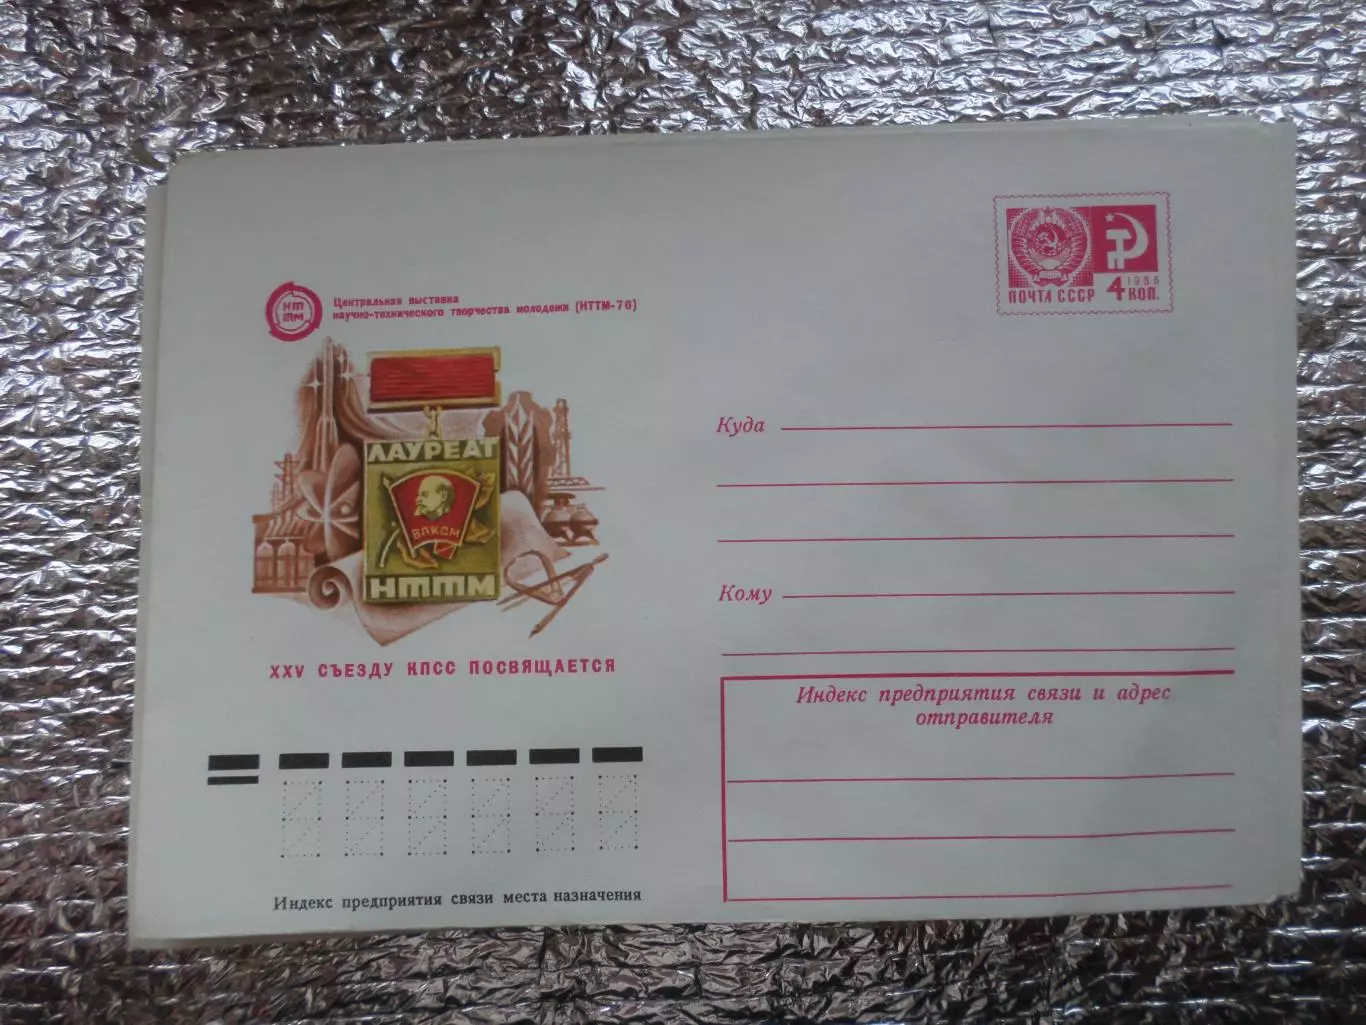 НТ
ТМ
Центральная выставка
научно-технического творчества молодежи (НТТМ-76)
1966
ПОЧТА СССР 4 КОП.
ЛАУРЕАТ
ВЛКСМ
НТТМ
XXV СЪЕЗДУ КПСС ПОСВЯЩАЕТСЯ
Куда
Кому
Индекс предприятия связи и адрес
отправителя
Индекс предприятия связи места назначения